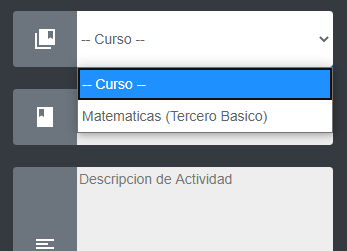 -- Curso --
-- Curso --
Matematicas (Tercero Basico)
Descripcion de Actividad